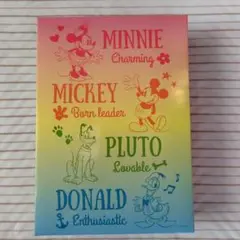 MINNIE
Charming
MICKEY
Born leader
PLUTO
Lovable
DONALD
Enthusiastic